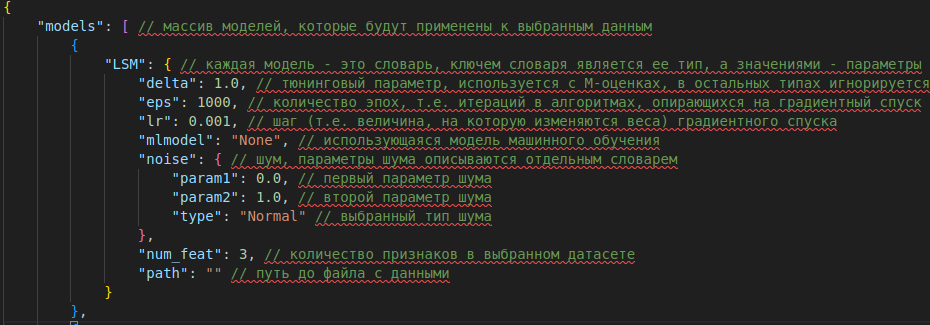 {
"models": [ // массив моделей, которые будут применены к выбранным данным
{
"LSM": { // каждая модель - это словарь, ключем словаря является ее тип, а значениями - параметры
"delta": 1.0, // тюнинговый параметр, используется с М-оценках, в остальных типах игнорируется
"eps": 1000, // количество эпох, т.е. итераций в алгоритмах, опирающихся на градиентный спуск
"lr": 0.001, // шаг (т.е. величина, на которую изменяются веса) градиентного спуска
"mlmodel": "None", // использующаяся модель машинного обучения
"noise": { // шум, параметры шума описываются отдельным словарем
"param1": 0.0, // первый параметр шума
"param2": 1.0, // второй параметр шума
"type": "Normal" // выбранный тип шума
},
"num_feat": 3, // количество признаков в выбранном датасете
"path": "" // путь до файла с данными
}
},